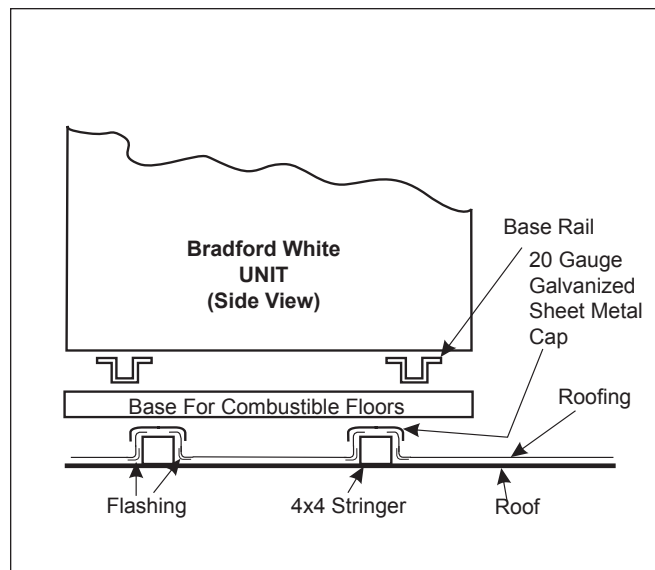 Bradford White
UNIT
(Side View)
Base Rail
20 Gauge
Galvanized
Sheet Metal
Cap
Base For Combustible Floors
Roofing
Flashing
4x4 Stringer
Roof